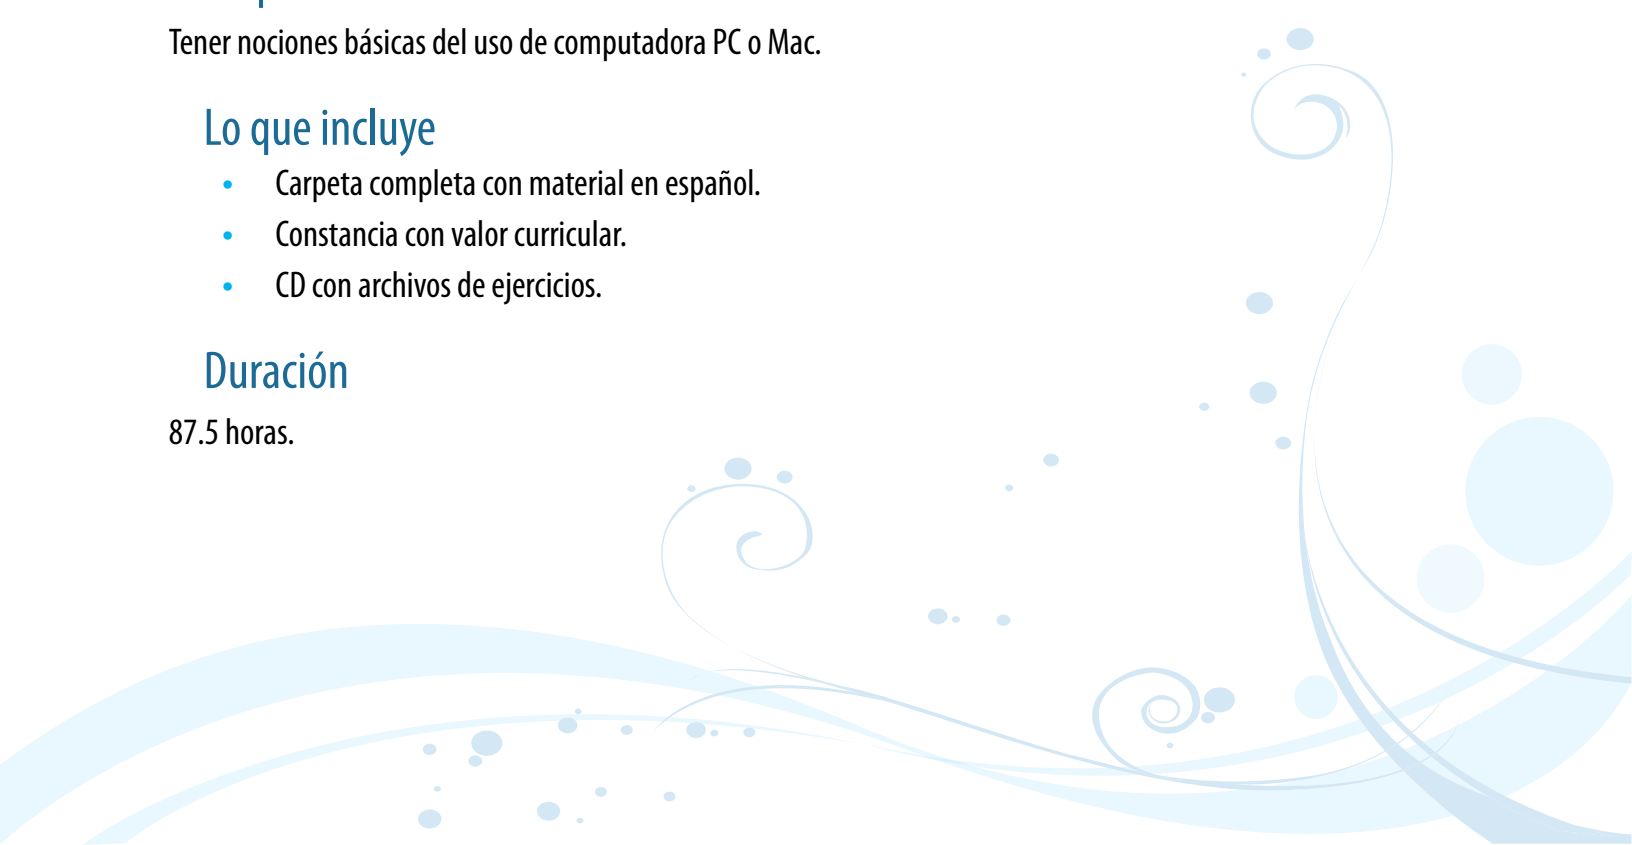 Tener nociones básicas del uso de computadora PC o Mac.
Lo que incluye
• Carpeta completa con material en español.
• Constancia con valor curricular.
• CD con archivos de ejercicios.
Duración
87.5 horas.